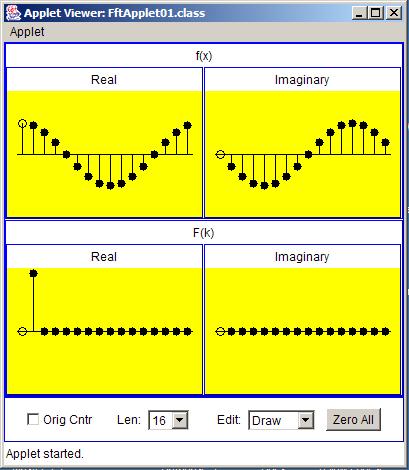 Applet Viewer: FftApplet01.class
Applet
f(x)
Real Imaginary
F(k)
Real Imaginary
Orig Cntr Len: 16 Edit: Draw Zero All
Applet started.